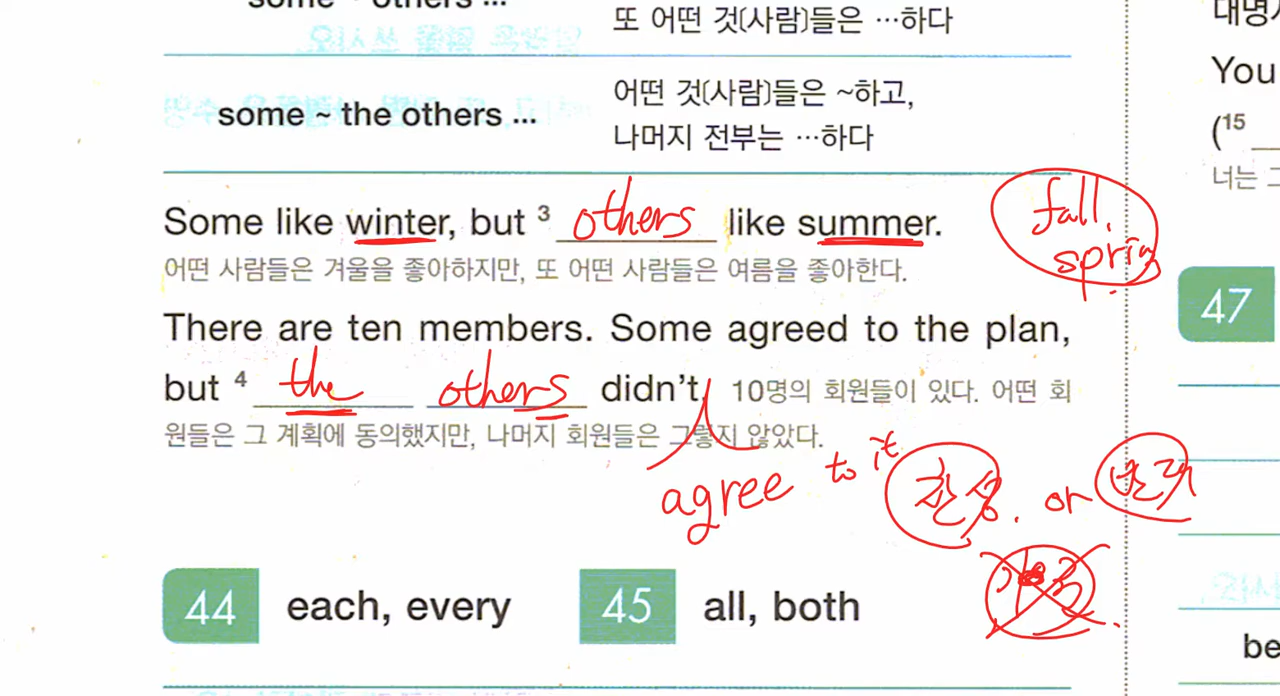 some ~ others ...
또 어떤 것(사람)들은 …하다
some ~ the others ...
어떤 것(사람)들은 ~하고,
나머지 전부는 …하다
Some like winter, but 3 others like summer.
어떤 사람들은 겨울을 좋아하지만, 또 어떤 사람들은 여름을 좋아한다.
fall,
spring
There are ten members. Some agreed to the plan,
but 4 the others didn't. 10명의 회원들이 있다. 어떤 회
원들은 그 계획에 동의했지만, 나머지 회원들은 그렇지 않았다.
agree to it 찬성. or 반대
44 each, every
45 all, both
You
(15
너는 그
47
be